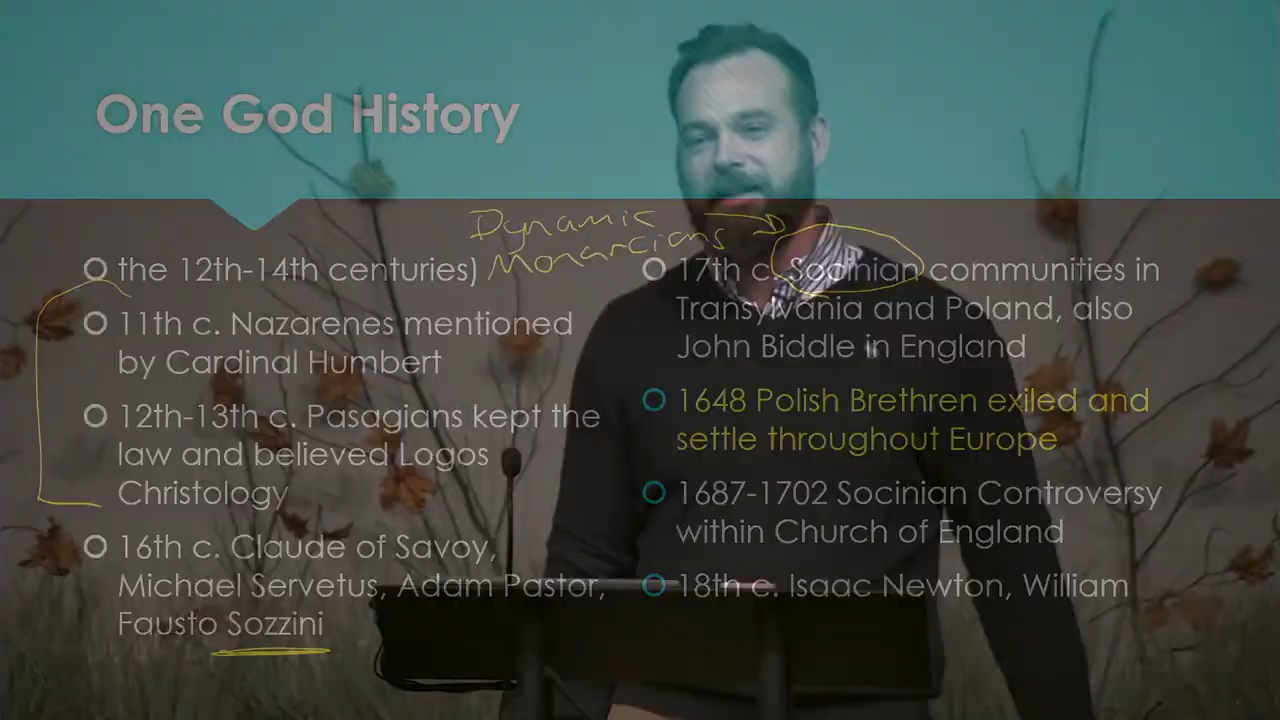 One God History
Dynamic
Monarcians
the 12th-14th centuries)
11th c. Nazarenes mentioned
by Cardinal Humbert
12th-13th c. Pasagians kept the
law and believed Logos
Christology
16th c. Claude of Savoy,
Michael Servetus, Adam Pastor,
Fausto Sozzini
17th c. Socinian communities in
Transylvania and Poland, also
John Biddle in England
1648 Polish Brethren exiled and
settle throughout Europe
1687-1702 Socinian Controversy
within Church of England
18th c. Isaac Newton, William